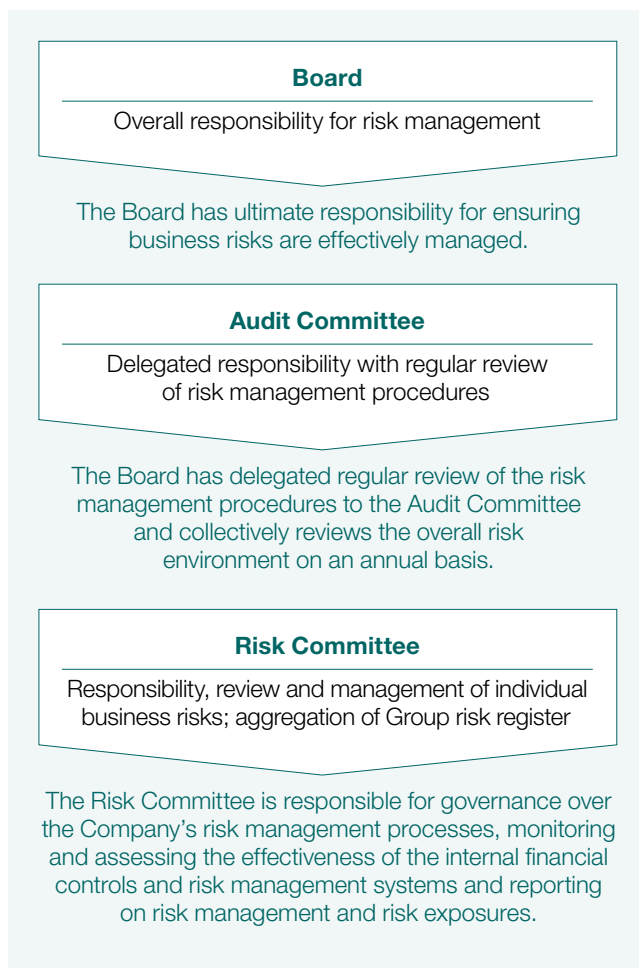 Board
Overall responsibility for risk management
The Board has ultimate responsibility for ensuring
business risks are effectively managed.
Audit Committee
Delegated responsibility with regular review
of risk management procedures
The Board has delegated regular review of the risk
management procedures to the Audit Committee
and collectively reviews the overall risk
environment on an annual basis.
Risk Committee
Responsibility, review and management of individual
business risks; aggregation of Group risk register
The Risk Committee is responsible for governance over
the Company’s risk management processes, monitoring
and assessing the effectiveness of the internal financial
controls and risk management systems and reporting
on risk management and risk exposures.